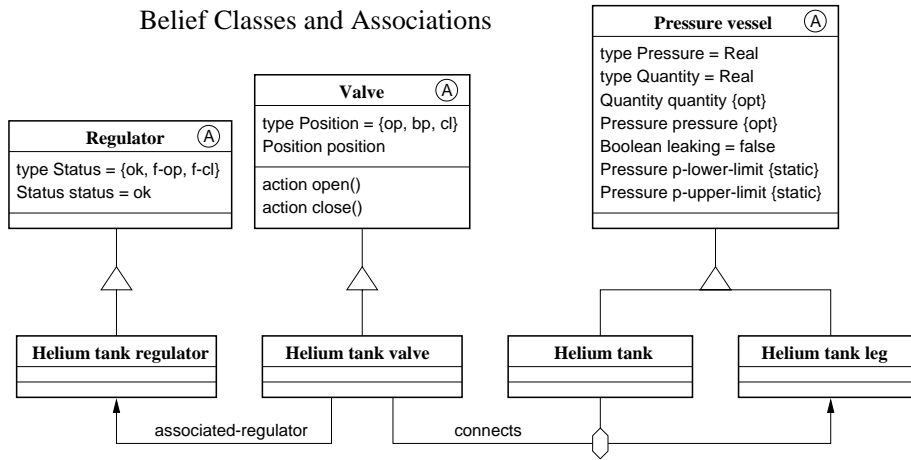 Belief Classes and Associations
Pressure vessel
A
type Pressure = Real
type Quantity = Real
Quantity quantity {opt}
Pressure pressure {opt}
Boolean leaking = false
Pressure p-lower-limit {static}
Pressure p-upper-limit {static}
Valve
A
type Position = {op, bp, cl}
Position position
action open()
action close()
Regulator
A
type Status = {ok, f-op, f-cl}
Status status = ok
Helium tank regulator
Helium tank valve
Helium tank
Helium tank leg
associated-regulator
connects